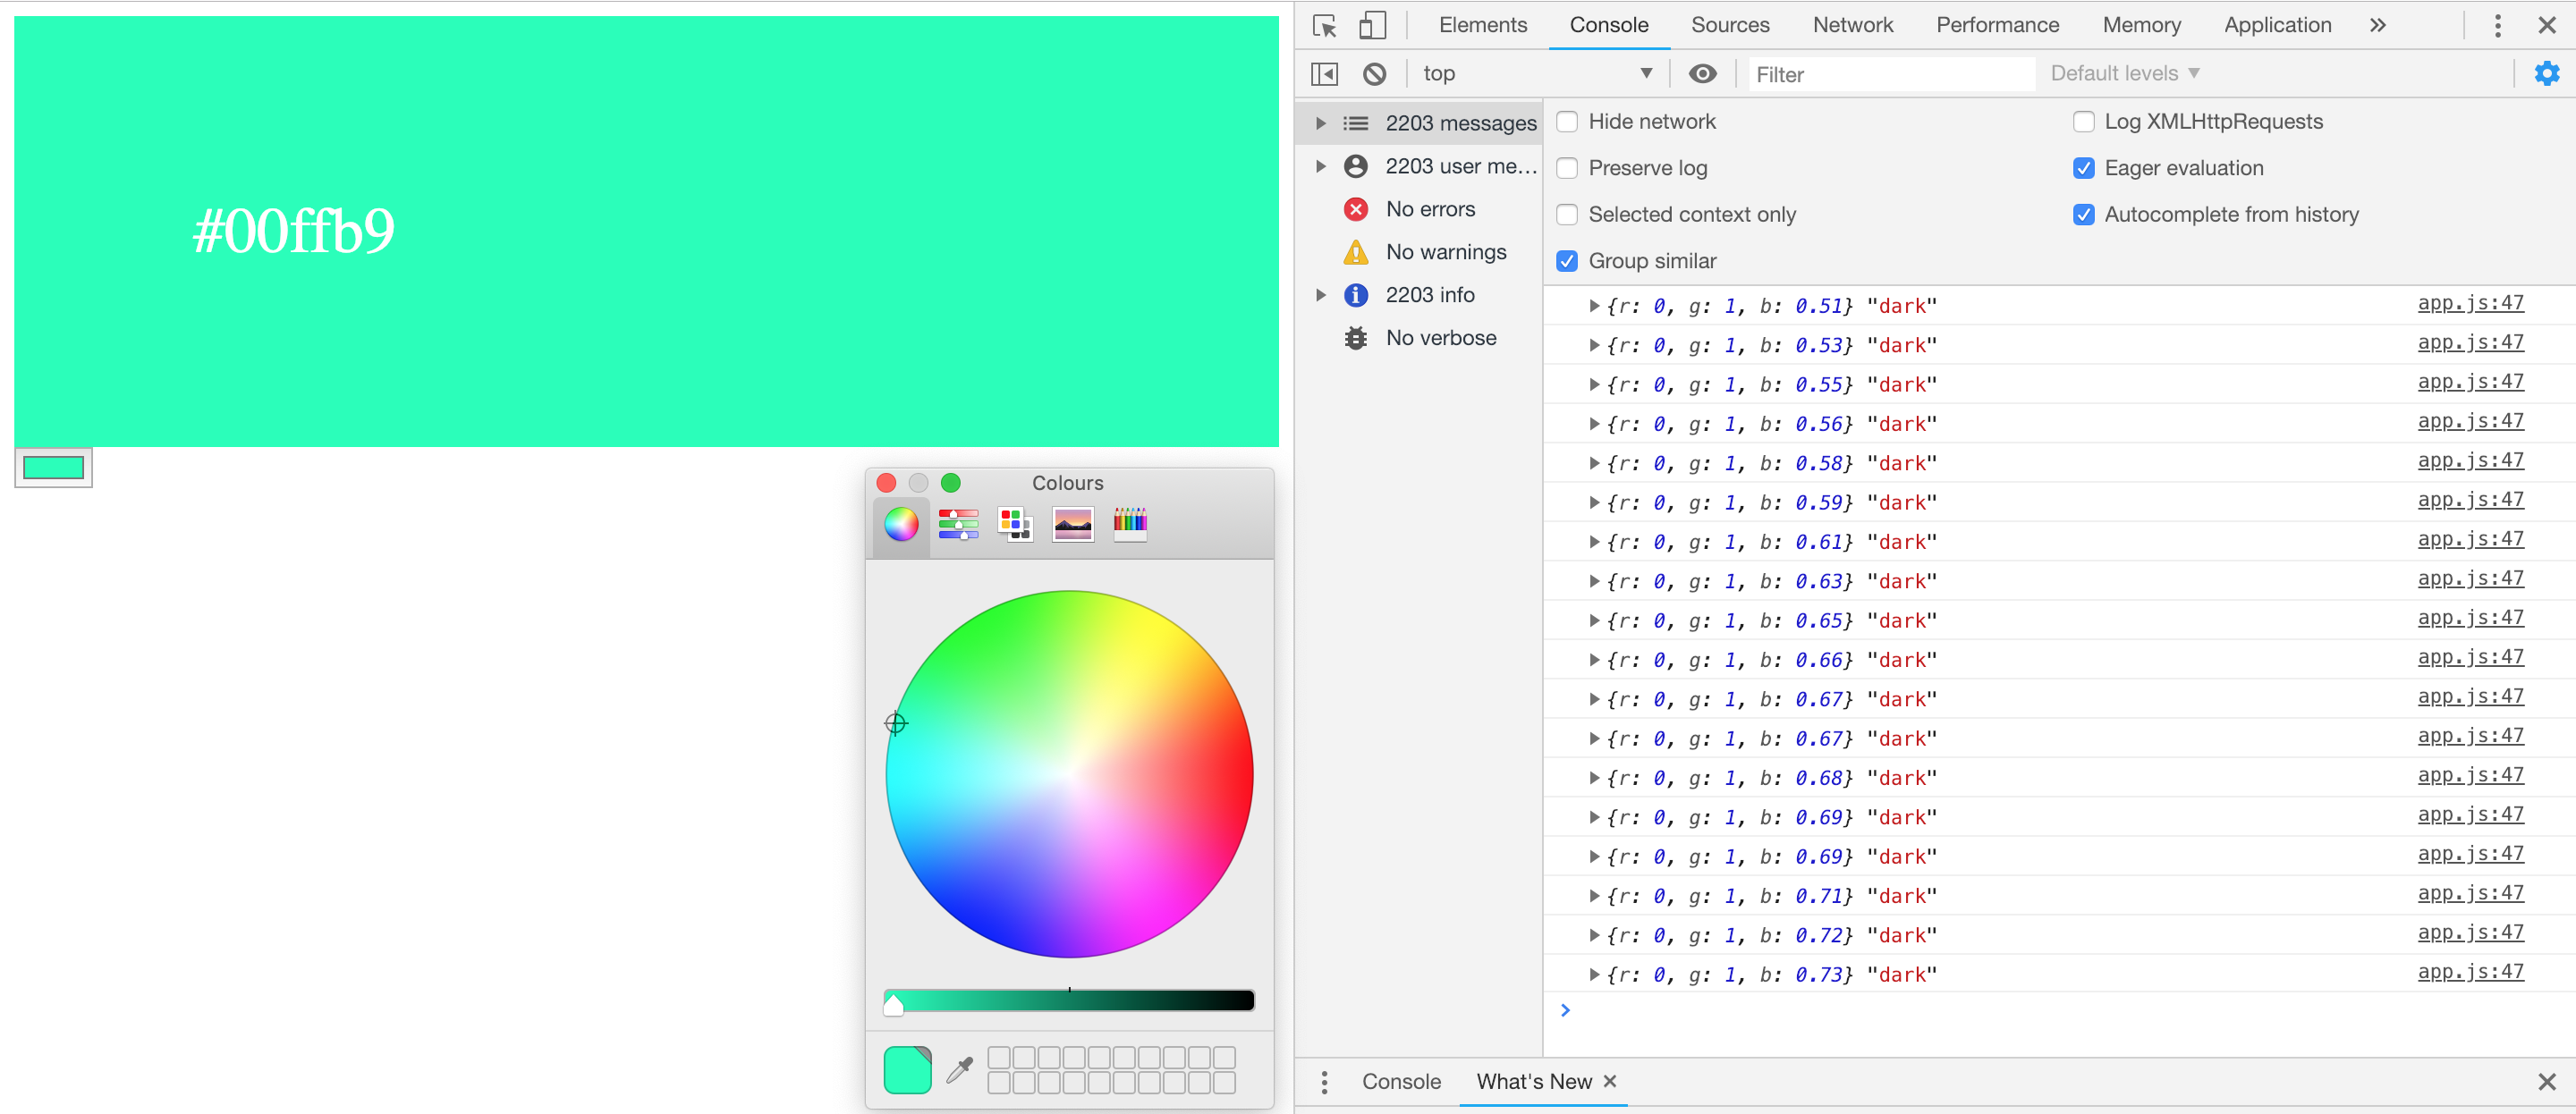 #00ffb9
Colours
Elements Console Sources Network Performance Memory Application
top Filter Default levels
2203 messages
2203 user me...
No errors
No warnings
2203 info
No verbose
Hide network Log XMLHttpRequests
Preserve log Eager evaluation
Selected context only Autocomplete from history
Group similar
{r: 0, g: 1, b: 0.51} "dark" app.js:47
{r: 0, g: 1, b: 0.53} "dark" app.js:47
{r: 0, g: 1, b: 0.55} "dark" app.js:47
{r: 0, g: 1, b: 0.56} "dark" app.js:47
{r: 0, g: 1, b: 0.58} "dark" app.js:47
{r: 0, g: 1, b: 0.59} "dark" app.js:47
{r: 0, g: 1, b: 0.61} "dark" app.js:47
{r: 0, g: 1, b: 0.63} "dark" app.js:47
{r: 0, g: 1, b: 0.65} "dark" app.js:47
{r: 0, g: 1, b: 0.66} "dark" app.js:47
{r: 0, g: 1, b: 0.67} "dark" app.js:47
{r: 0, g: 1, b: 0.67} "dark" app.js:47
{r: 0, g: 1, b: 0.68} "dark" app.js:47
{r: 0, g: 1, b: 0.69} "dark" app.js:47
{r: 0, g: 1, b: 0.69} "dark" app.js:47
{r: 0, g: 1, b: 0.71} "dark" app.js:47
{r: 0, g: 1, b: 0.72} "dark" app.js:47
{r: 0, g: 1, b: 0.73} "dark" app.js:47
Console What's New